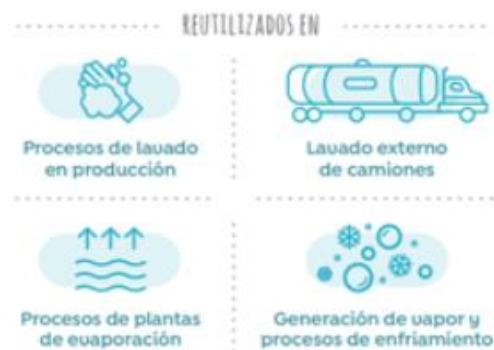 REUTILIZADOS EN
Procesos de lavado
en producción
Lavado externo
de camiones
Procesos de plantas
de evaporación
Generación de vapor y
procesos de enfriamiento